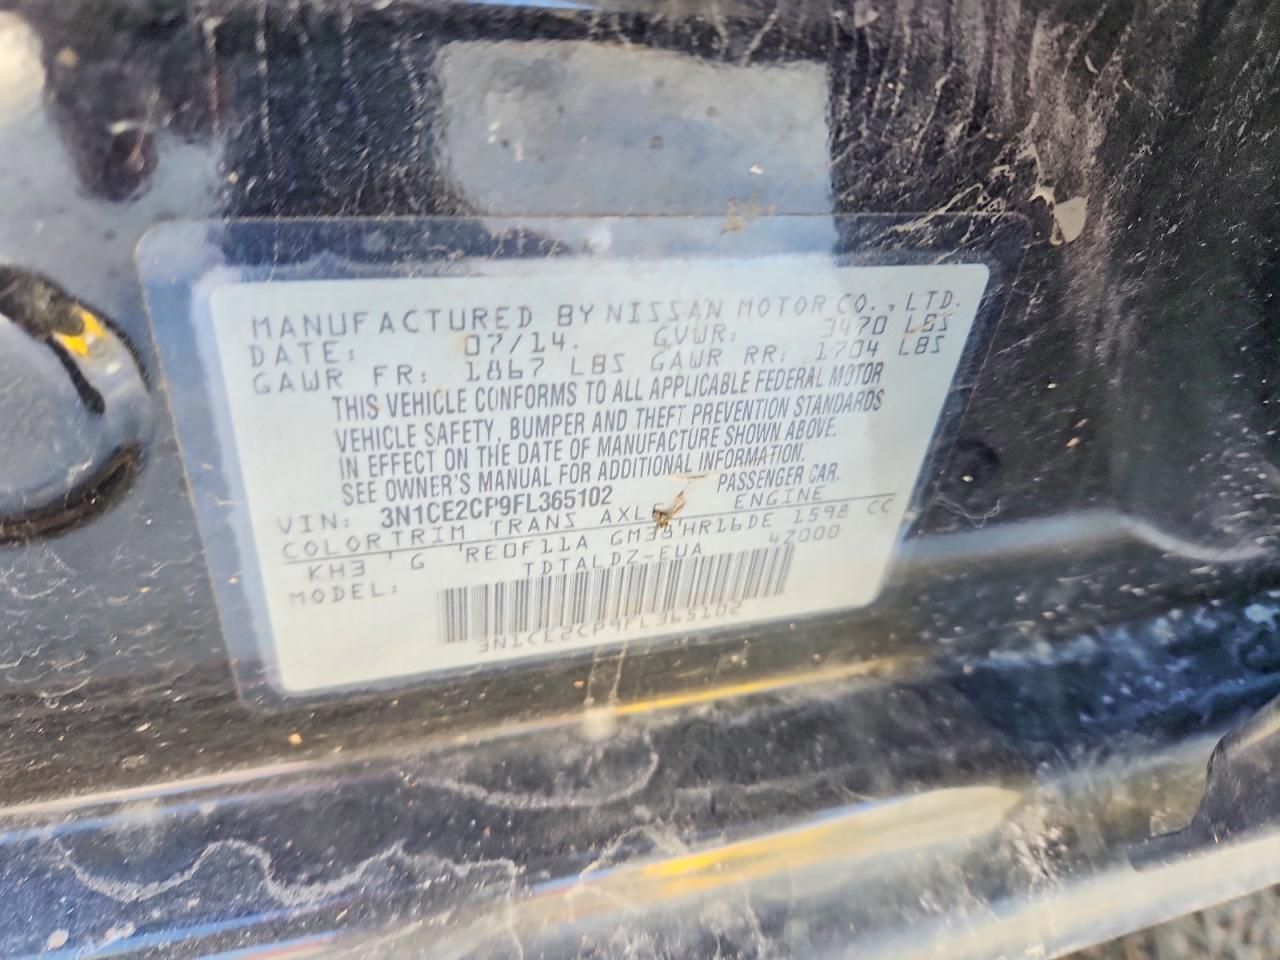 MANUFACTURED BY NISSAN MOTOR CO., LTD.
DATE: 07/14. GVWR: 3470 LBS
GAWR FR: 1867 LBS GAWR RR: 1704 LBS
THIS VEHICLE CONFORMS TO ALL APPLICABLE FEDERAL MOTOR
VEHICLE SAFETY, BUMPER AND THEFT PREVENTION STANDARDS
IN EFFECT ON THE DATE OF MANUFACTURE SHOWN ABOVE.
SEE OWNER'S MANUAL FOR ADDITIONAL INFORMATION.
VIN: 3N1CE2CP9FL365102 PASSENGER CAR.
COLOR TRIM TRANS AXLE ENGINE
KH3 G RE0F11A GM38 HR16DE 1598 CC
MODEL: TDTALDZ-EUA 42000
3N1CE2CP9FL365102